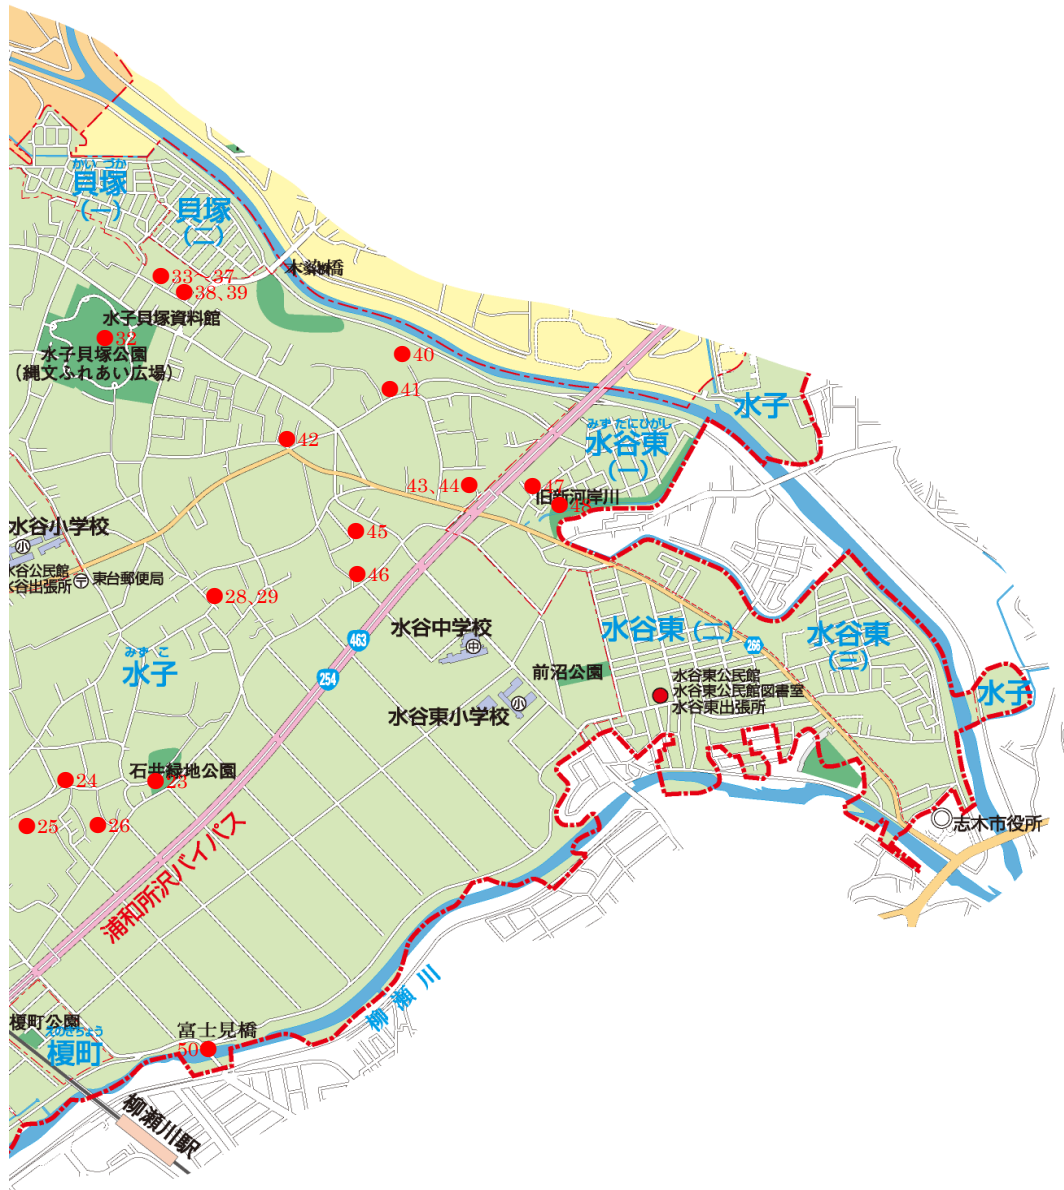 かいづか
貝塚
(一)
貝塚
(二)
木染橋
33〜37
38、39
水子貝塚資料館
32
水子貝塚公園
(縄文ふれあい広場)
40
41
水子
みずたにひがし
水谷東
(一)
42
43、44
47
旧新河岸川
48
水谷小学校
小
45
水谷公民館
水谷出張所
〒
東台郵便局
46
28、29
水谷中学校
中
463
水谷東(二)
266
水谷東
(三)
みずこ
水子
254
前沼公園
水谷東公民館
水谷東公民館図書室
水谷東出張所
水子
水谷東小学校
小
石井緑地公園
24
23
25
26
志木市役所
浦和所沢バイパス
柳瀬川
榎町公園
えのきちょう
榎町
富士見橋
50
柳瀬川駅